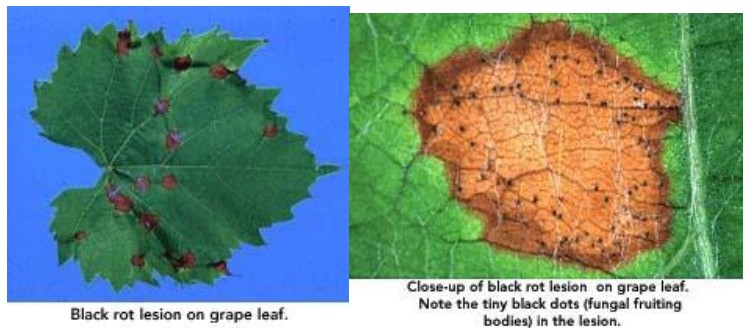 Black rot lesion on grape leaf.
Close-up of black rot lesion on grape leaf.
Note the tiny black dots (fungal fruiting
bodies) in the lesion.